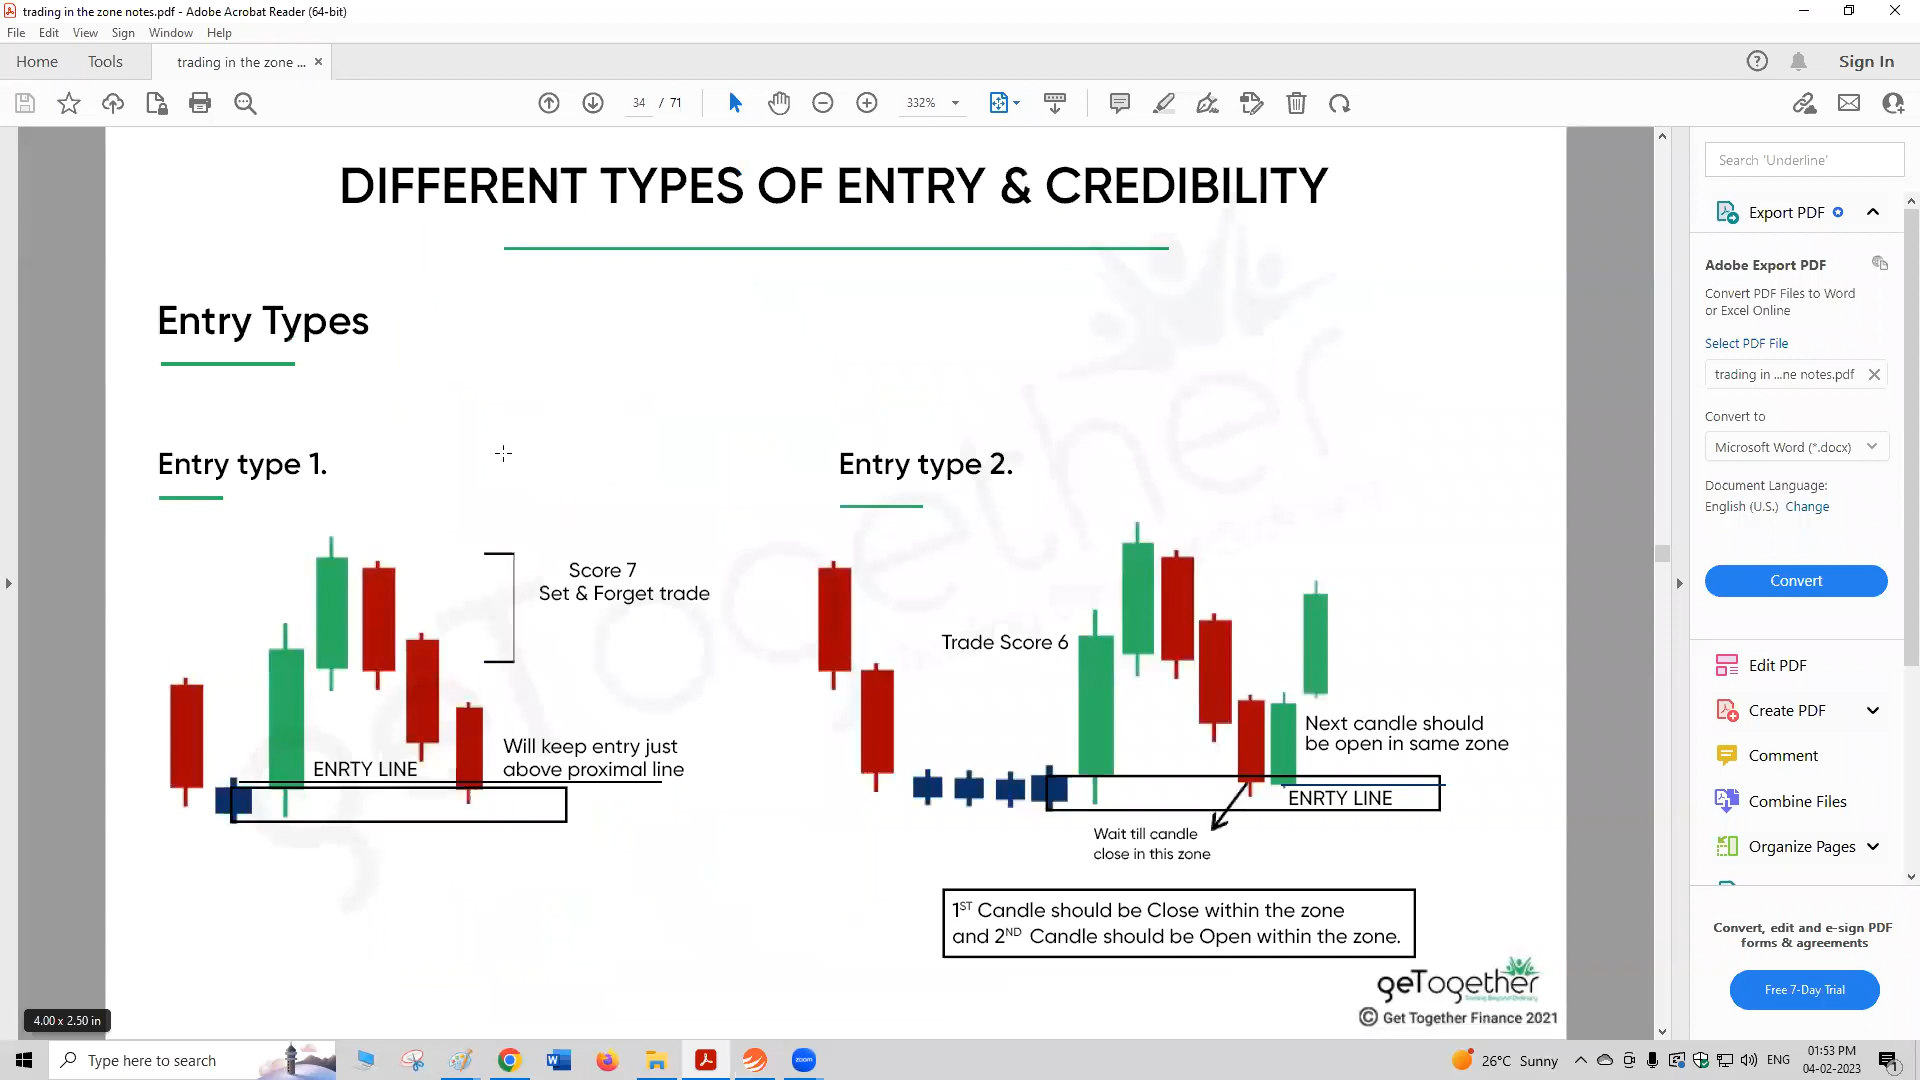 trading in the zone notes.pdf - Adobe Acrobat Reader (64-bit)
File Edit View Sign Window Help
Home Tools trading in the zone ... × Sign In
34 / 71 332%
DIFFERENT TYPES OF ENTRY & CREDIBILITY
Entry Types
Entry type 1.
Score 7
Set & Forget trade
Will keep entry just
above proximal line
ENRTY LINE
Entry type 2.
Trade Score 6
Next candle should
be open in same zone
ENRTY LINE
Wait till candle
close in this zone
1ST Candle should be Close within the zone
and 2ND Candle should be Open within the zone.
geTogether
© Get Together Finance 2021
4.00 x 2.50 in
Search 'Underline'
Export PDF
Adobe Export PDF
Convert PDF Files to Word
or Excel Online
Select PDF File
trading in ...ne notes.pdf
Convert to
Microsoft Word (*.docx)
Document Language:
English (U.S.) Change
Convert
Edit PDF
Create PDF
Comment
Combine Files
Organize Pages
Convert, edit and e-sign PDF
forms & agreements
Free 7-Day Trial
Type here to search
zoom
26°C Sunny
ENG
01:53 PM
04-02-2023
1